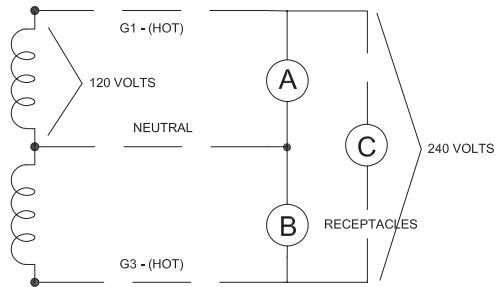 G1 - (HOT)
A
120 VOLTS
NEUTRAL
C
240 VOLTS
B
RECEPTACLES
G3 - (HOT)